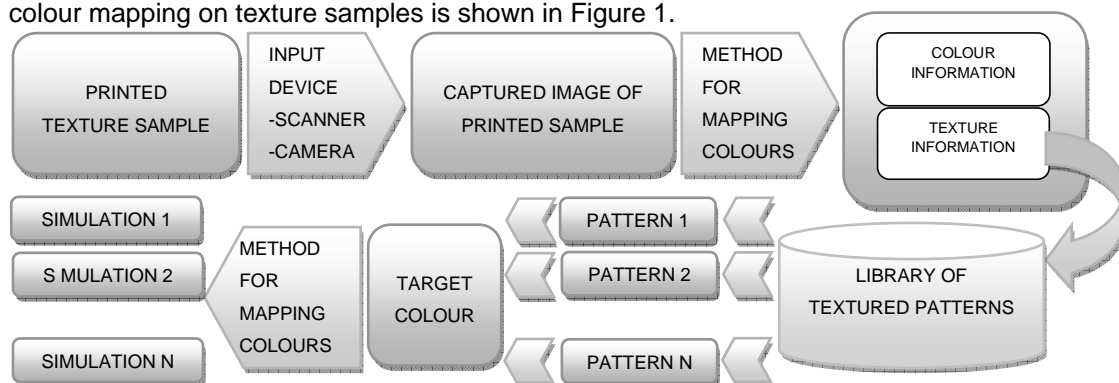 colour mapping on texture samples is shown in Figure 1.
PRINTED
TEXTURE SAMPLE
INPUT
DEVICE
-SCANNER
-CAMERA
CAPTURED IMAGE OF
PRINTED SAMPLE
METHOD
FOR
MAPPING
COLOURS
COLOUR
INFORMATION
TEXTURE
INFORMATION
SIMULATION 1
S MULATION 2
SIMULATION N
METHOD
FOR
MAPPING
COLOURS
TARGET
COLOUR
PATTERN 1
PATTERN 2
PATTERN N
LIBRARY OF
TEXTURED PATTERNS